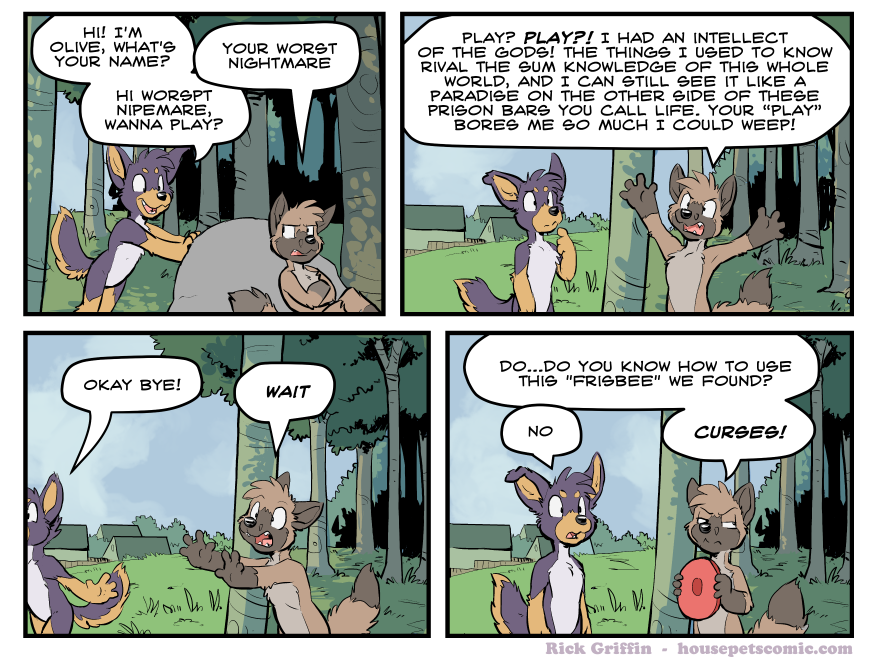 HI! I'M
OLIVE, WHAT'S
YOUR NAME?
YOUR WORST
NIGHTMARE
HI WORSPT
NIPEMARE,
WANNA PLAY?
PLAY? PLAY?! I HAD AN INTELLECT
OF THE GODS! THE THINGS I USED TO KNOW
RIVAL THE SUM KNOWLEDGE OF THIS WHOLE
WORLD, AND I CAN STILL SEE IT LIKE A
PARADISE ON THE OTHER SIDE OF THESE
PRISON BARS YOU CALL LIFE. YOUR "PLAY"
BORES ME SO MUCH I COULD WEEP!
OKAY BYE!
WAIT
DO...DO YOU KNOW HOW TO USE
THIS "FRISBEE" WE FOUND?
NO
CURSES!
Rick Griffin - housepetscomic.com